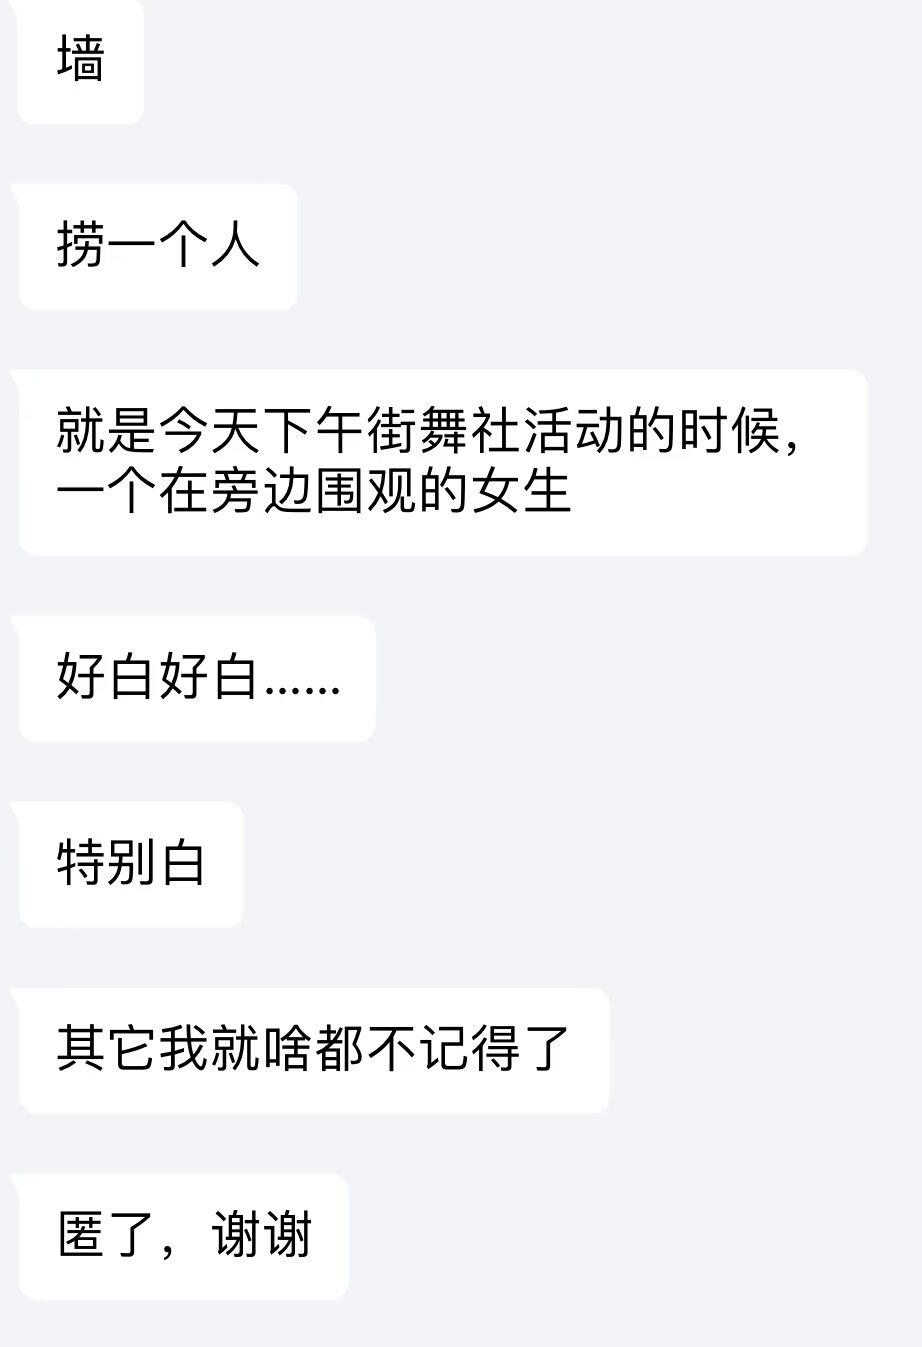 墙
捞一个人
就是今天下午街舞社活动的时候，
一个在旁边围观的女生
好白好白……
特别白
其它我就啥都不记得了
匿了，谢谢